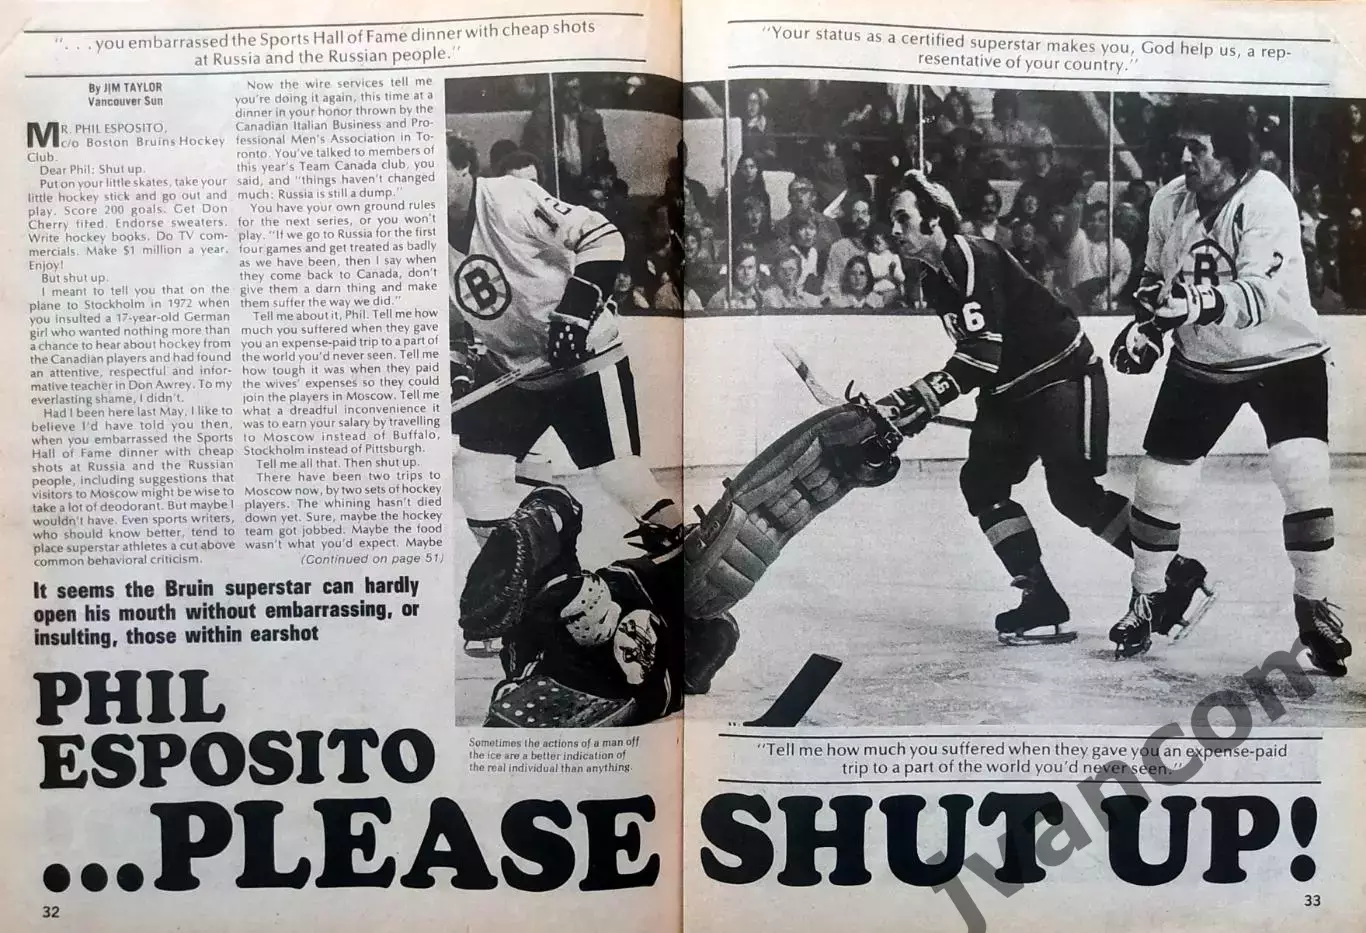 ". . . you embarrassed the Sports Hall of Fame dinner with cheap shots
at Russia and the Russian people."
By JIM TAYLOR
Vancouver Sun
MR. PHIL ESPOSITO,
c/o Boston Bruins Hockey
Club.
Dear Phil: Shut up.
Put on your little skates, take your
little hockey stick and go out and
play. Score 200 goals. Get Don
Cherry fired. Endorse sweaters.
Write hockey books. Do TV com-
mercials. Make $1 million a year.
Enjoy!
But shut up.
I meant to tell you that on the
plane to Stockholm in 1972 when
you insulted a 17-year-old German
girl who wanted nothing more than
a chance to hear about hockey from
the Canadian players and had found
an attentive, respectful and infor-
mative teacher in Don Awrey. To my
everlasting shame, I didn't.
Had I been here last May, I like to
believe I'd have told you then,
when you embarrassed the Sports
Hall of Fame dinner with cheap
shots at Russia and the Russian
people, including suggestions that
visitors to Moscow might be wise to
take a lot of deodorant. But maybe I
wouldn't have. Even sports writers,
who should know better, tend to
place superstar athletes a cut above
common behavioral criticism.
Now the wire services tell me
you're doing it again, this time at a
dinner in your honor thrown by the
Canadian Italian Business and Pro-
fessional Men's Association in To-
ronto. You've talked to members of
this year's Team Canada club, you
said, and "things haven't changed
much: Russia is still a dump."
You have your own ground rules
for the next series, or you won't
play. "If we go to Russia for the first
four games and get treated as badly
as we have been, then I say when
they come back to Canada, don't
give them a darn thing and make
them suffer the way we did."
Tell me about it, Phil. Tell me how
much you suffered when they gave
you an expense-paid trip to a part of
the world you'd never seen. Tell me
how tough it was when they paid
the wives' expenses so they could
join the players in Moscow. Tell me
what a dreadful inconvenience it
was to earn your salary by travelling
to Moscow instead of Buffalo,
Stockholm instead of Pittsburgh.
Tell me all that. Then shut up.
There have been two trips to
Moscow now, by two sets of hockey
players. The whining hasn't died
down yet. Sure, maybe the hockey
team got jobbed. Maybe the food
wasn't what you'd expect. Maybe
(Continued on page 51)
It seems the Bruin superstar can hardly
open his mouth without embarrassing, or
insulting, those within earshot
PHIL
ESPOSITO
...PLEASE SHUT UP!
Sometimes the actions of a man off
the ice are a better indication of
the real individual than anything.
32
"Your status as a certified superstar makes you, God help us, a rep-
resentative of your country."
12
B
6
16
B
A
7
"Tell me how much you suffered when they gave you an expense-paid
trip to a part of the world you'd never seen."
33
jvancom